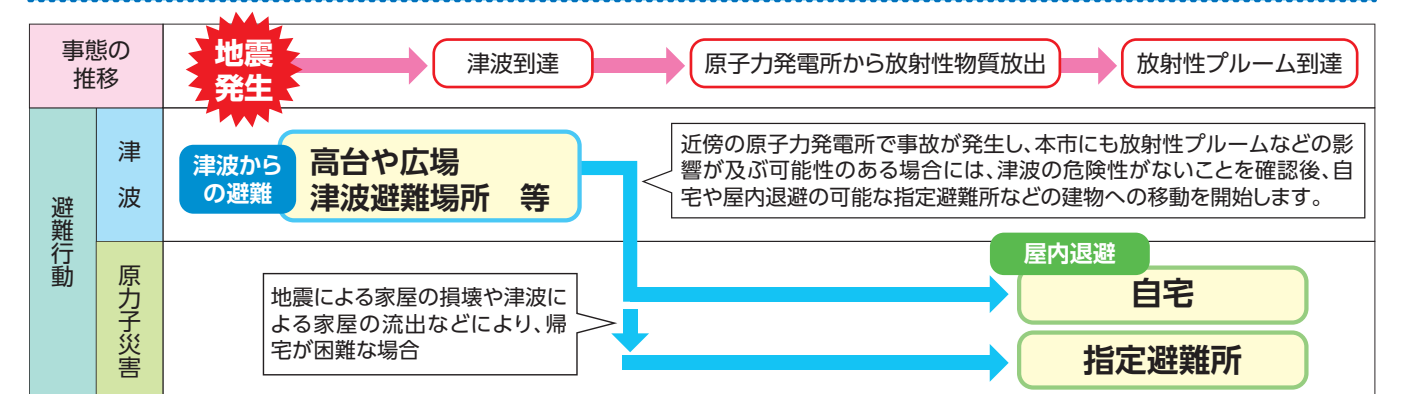 事態の
推移
地震
発生
津波到達
原子力発電所から放射性物質放出
放射性プルーム到達
避難行動
津波
津波から
の避難
高台や広場
津波避難場所 等
近傍の原子力発電所で事故が発生し、本市にも放射性プルームなどの影
響が及ぶ可能性のある場合には、津波の危険性がないことを確認後、自
宅や屋内退避の可能な指定避難所などの建物への移動を開始します。
原力子災害
地震による家屋の損壊や津波に
よる家屋の流出などにより、帰
宅が困難な場合
屋内退避
自宅
指定避難所